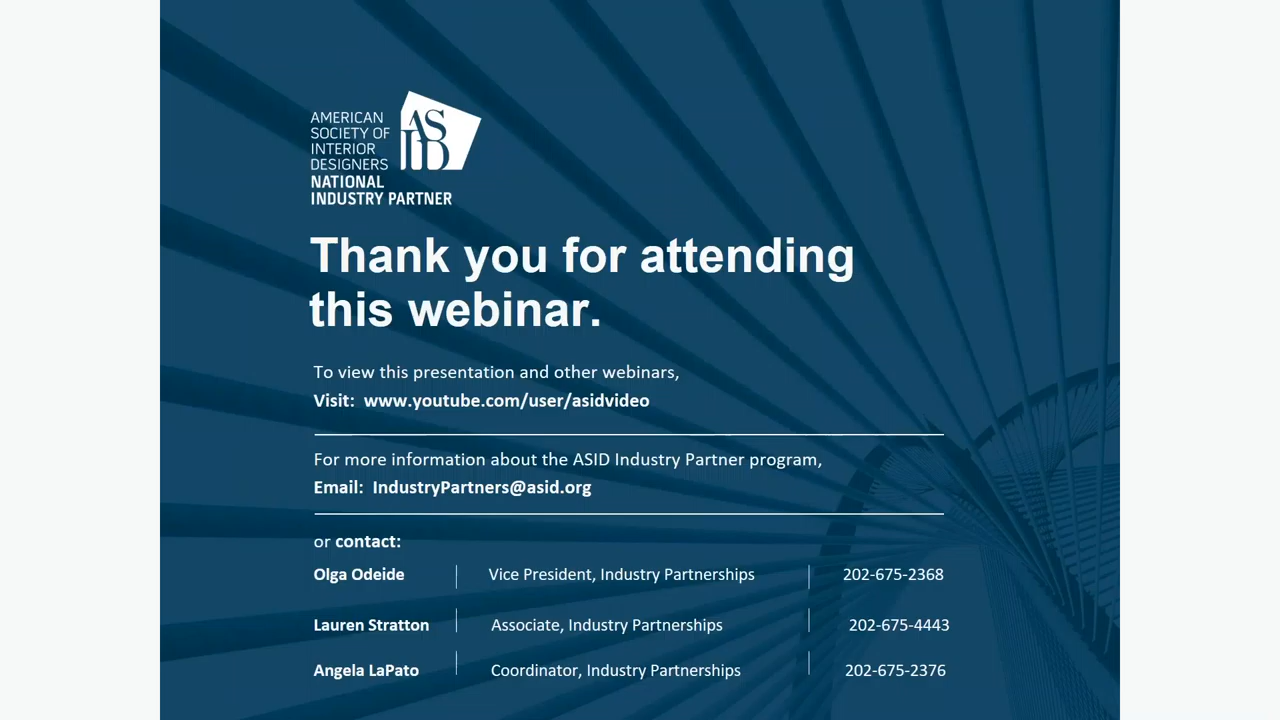 AMERICAN
SOCIETY OF
INTERIOR
DESIGNERS
ASID
NATIONAL
INDUSTRY PARTNER
Thank you for attending
this webinar.
To view this presentation and other webinars,
Visit: www.youtube.com/user/asidvideo
For more information about the ASID Industry Partner program,
Email: IndustryPartners@asid.org
or contact:
Olga Odeide | Vice President, Industry Partnerships | 202-675-2368
Lauren Stratton | Associate, Industry Partnerships | 202-675-4443
Angela LaPato | Coordinator, Industry Partnerships | 202-675-2376